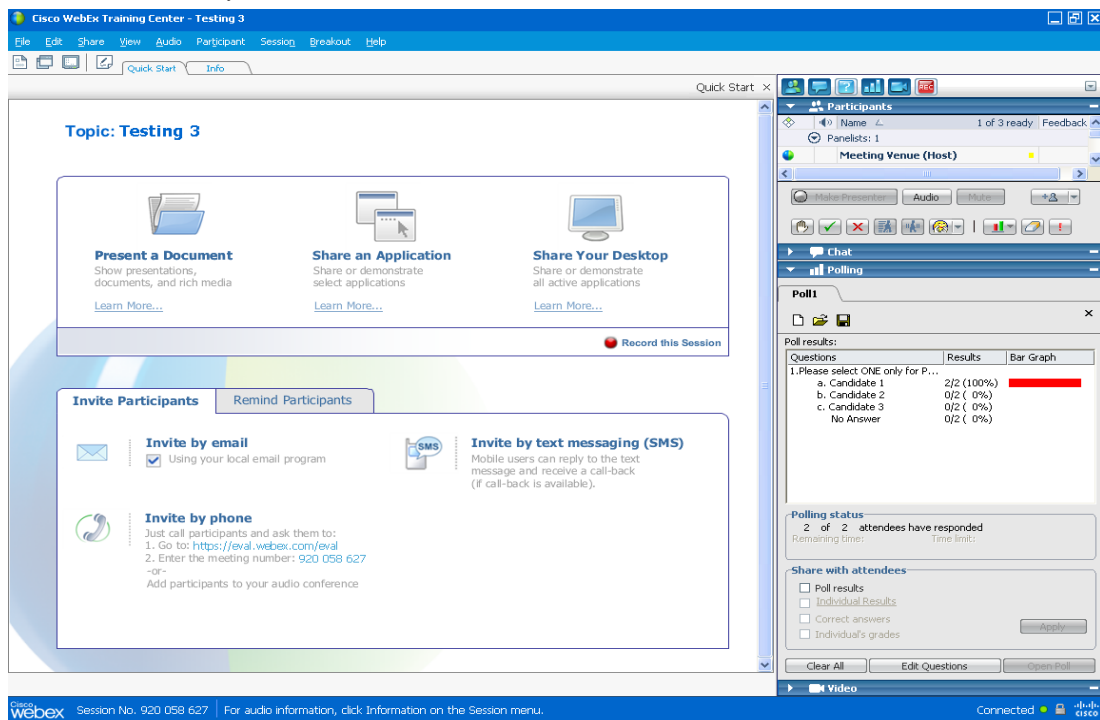 Cisco WebEx Training Center - Testing 3
File Edit Share View Audio Participant Session Breakout Help
Quick Start Info
Quick Start
Topic: Testing 3
Present a Document
Show presentations,
documents, and rich media
Learn More...
Share an Application
Share or demonstrate
select applications
Learn More...
Share Your Desktop
Share or demonstrate
all active applications
Learn More...
Record this Session
Invite Participants Remind Participants
Invite by email
Using your local email program
SMS
Invite by text messaging (SMS)
Mobile users can reply to the text
message and receive a call-back
(if call-back is available).
Invite by phone
Just call participants and ask them to:
1. Go to: https://eval.webex.com/eval
2. Enter the meeting number: 920 058 627
-or-
Add participants to your audio conference
REC
Participants
Name 1 of 3 ready Feedback
Panelists: 1
Meeting Venue (Host)
Make Presenter Audio Mute
Chat
Polling
Poll1
Poll results:
Questions Results Bar Graph
1.Please select ONE only for P...
a. Candidate 1 2/2 (100%)
b. Candidate 2 0/2 ( 0%)
c. Candidate 3 0/2 ( 0%)
No Answer 0/2 ( 0%)
Polling status
2 of 2 attendees have responded
Remaining time: Time limit:
Share with attendees
Poll results
Individual Results
Correct answers
Individual's grades
Apply
Clear All Edit Questions Open Poll
Video
Cisco webex Session No. 920 058 627 For audio information, click Information on the Session menu. Connected cisco